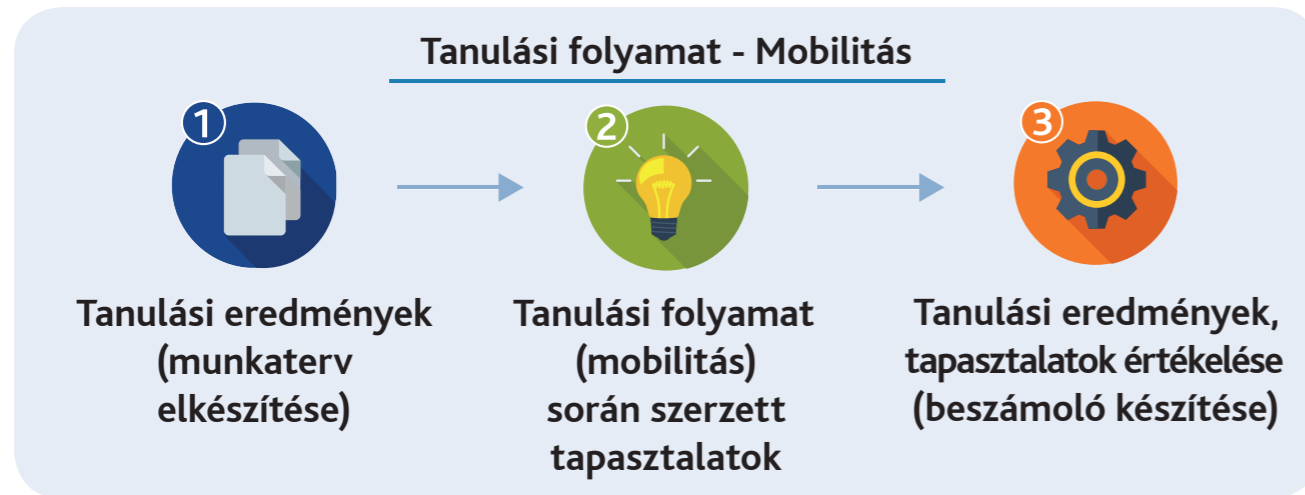 Tanulási folyamat - Mobilitás
1
Tanulási eredmények
(munkaterv
elkészítése)
2
Tanulási folyamat
(mobilitás)
során szerzett
tapasztalatok
3
Tanulási eredmények,
tapasztalatok értékelése
(beszámoló készítése)